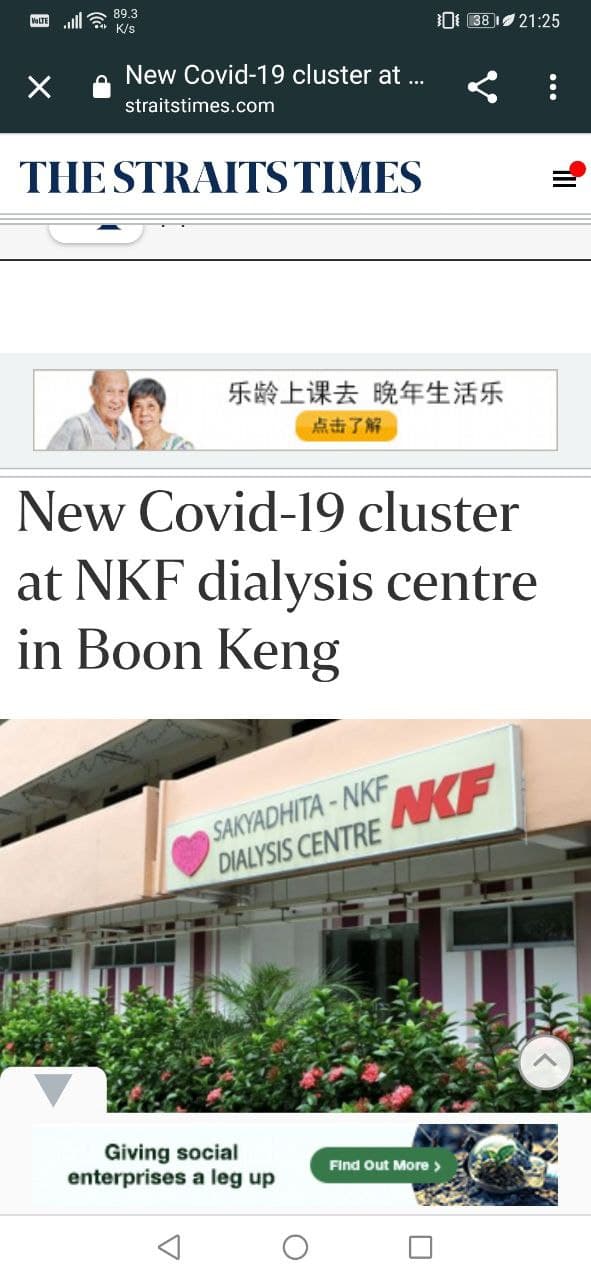 VoLTE
89.3
K/s
38
21:25
New Covid-19 cluster at ...
straitstimes.com
THE STRAITS TIMES
乐龄上课去 晚年生活乐
点击了解
New Covid-19 cluster
at NKF dialysis centre
in Boon Keng
SAKYADHITA - NKF
DIALYSIS CENTRE
NKF
Giving social
enterprises a leg up
Find Out More >